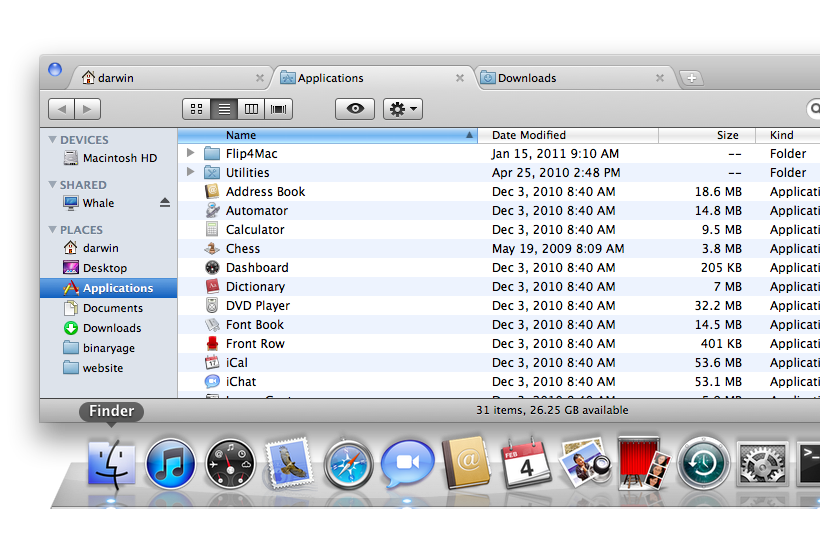 darwin Applications Downloads
Name Date Modified Size Kind
DEVICES
Macintosh HD
SHARED
Whale
PLACES
darwin
Desktop
Applications
Documents
Downloads
binaryage
website
Flip4Mac Jan 15, 2011 9:10 AM -- Folder
Utilities Apr 25, 2010 2:48 PM -- Folder
Address Book Dec 3, 2010 8:40 AM 18.6 MB Applicati
Automator Dec 3, 2010 8:40 AM 14.8 MB Applicati
Calculator Dec 3, 2010 8:40 AM 9.5 MB Applicati
Chess May 19, 2009 8:09 AM 3.8 MB Applicati
Dashboard Dec 3, 2010 8:40 AM 205 KB Applicati
Dictionary Dec 3, 2010 8:40 AM 7 MB Applicati
DVD Player Dec 3, 2010 8:40 AM 32.2 MB Applicati
Font Book Dec 3, 2010 8:40 AM 14.5 MB Applicati
Front Row Dec 3, 2010 8:40 AM 401 KB Applicati
iCal Dec 3, 2010 8:40 AM 53.6 MB Applicati
iChat Dec 3, 2010 8:40 AM 53.1 MB Applicati
31 items, 26.25 GB available
Finder
FEB
4